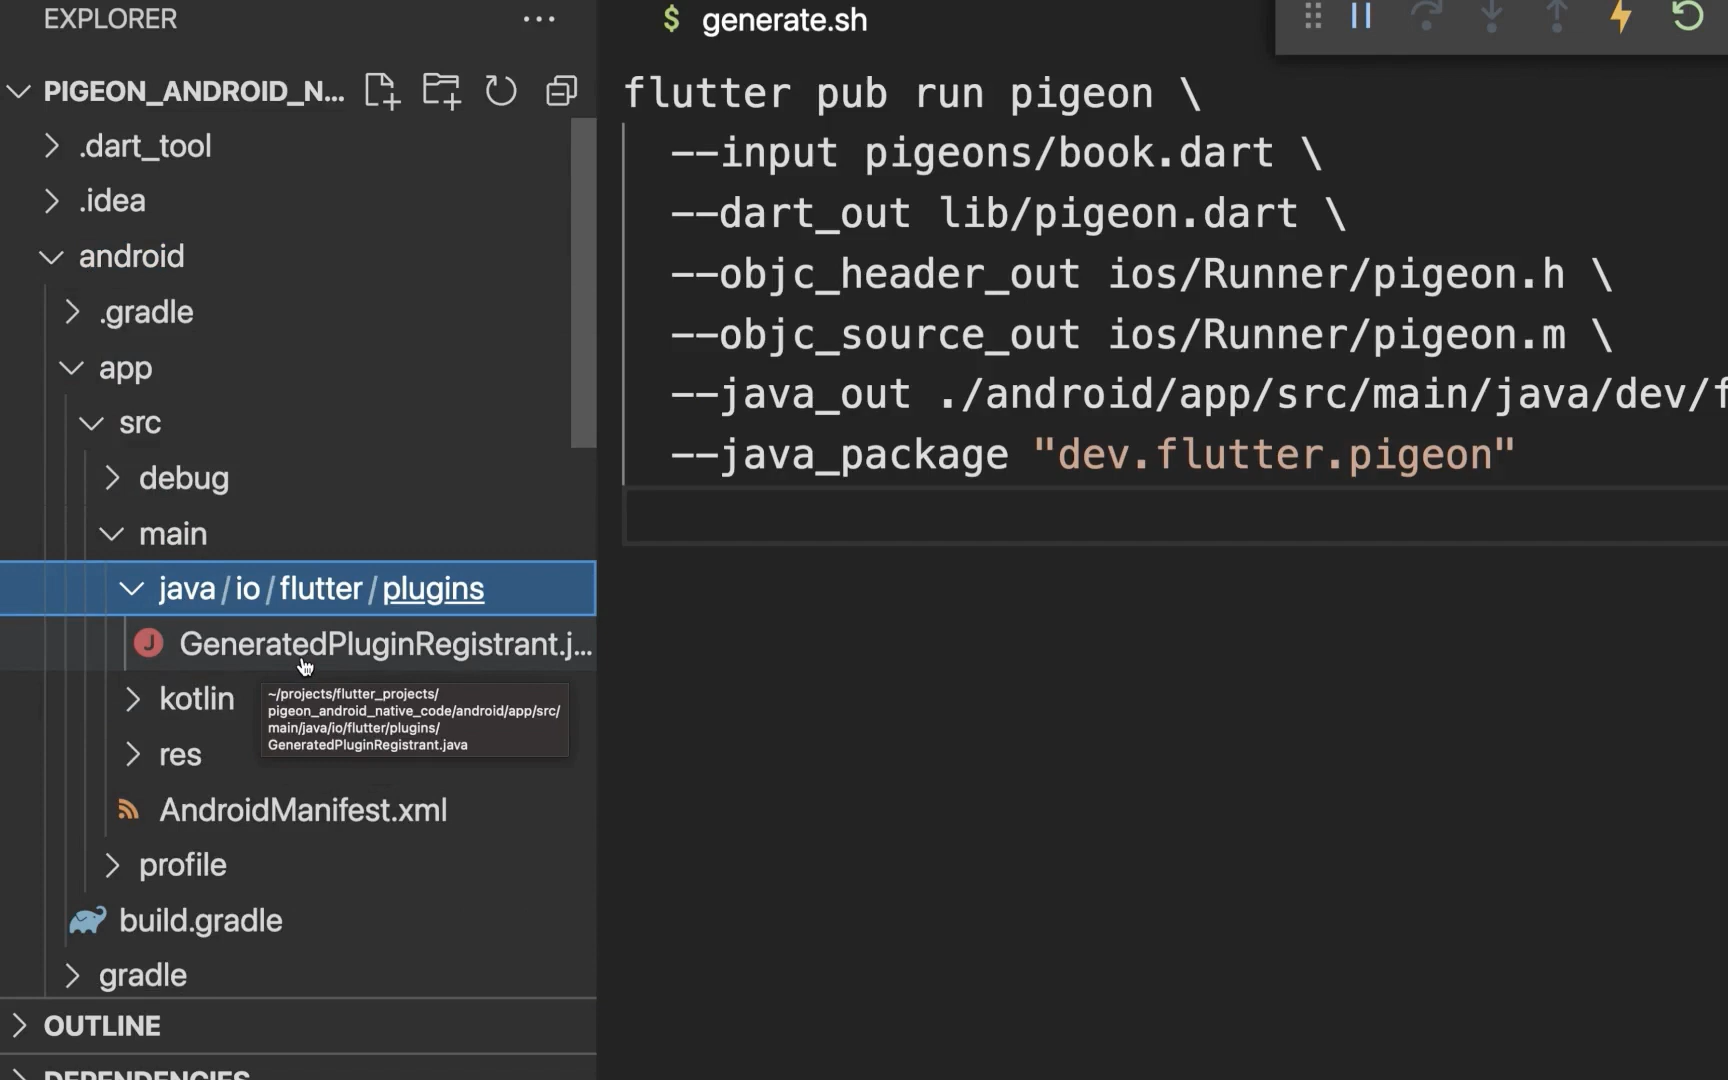 EXPLORER
PIGEON_ANDROID_N...
.dart_tool
.idea
android
.gradle
app
src
debug
main
java / io / flutter / plugins
J GeneratedPluginRegistrant.j...
kotlin
~/projects/flutter_projects/
pigeon_android_native_code/android/app/src/
main/java/io/flutter/plugins/
GeneratedPluginRegistrant.java
res
AndroidManifest.xml
profile
build.gradle
gradle
OUTLINE
DEPENDENCIES
$ generate.sh
flutter pub run pigeon \
--input pigeons/book.dart \
--dart_out lib/pigeon.dart \
--objc_header_out ios/Runner/pigeon.h \
--objc_source_out ios/Runner/pigeon.m \
--java_out ./android/app/src/main/java/dev/f
--java_package "dev.flutter.pigeon"